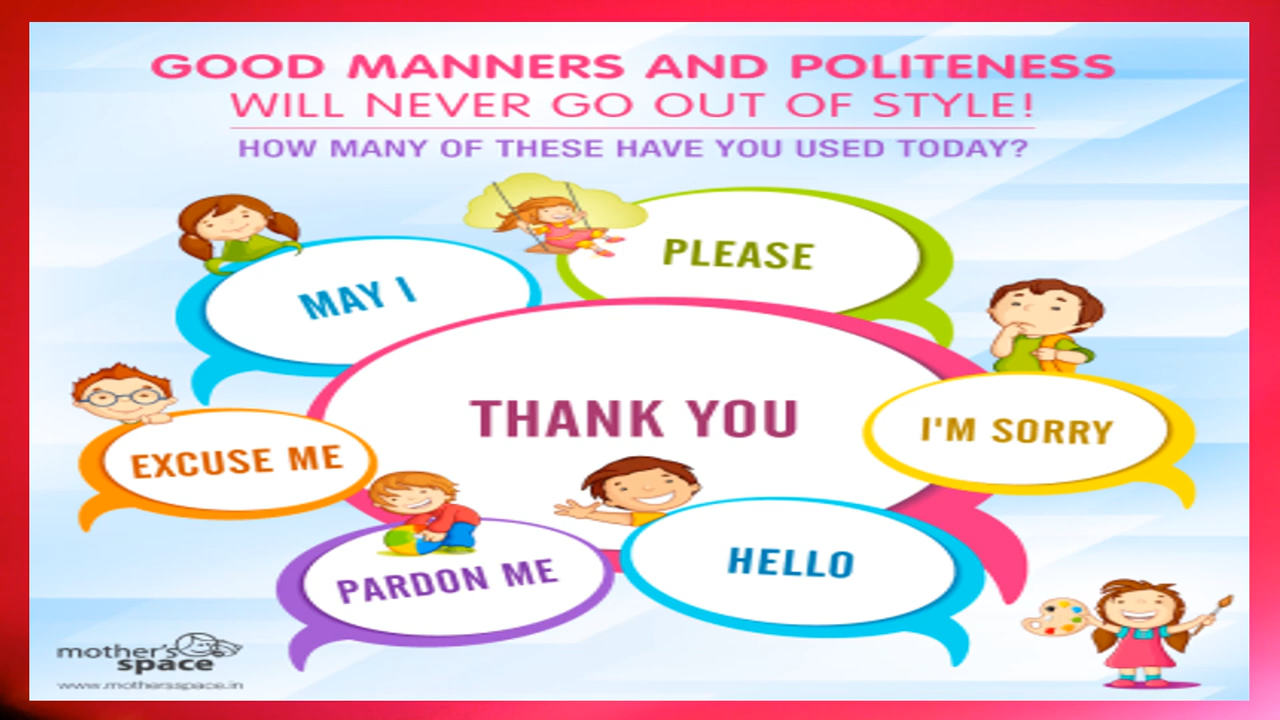 GOOD MANNERS AND POLITENESS
WILL NEVER GO OUT OF STYLE!
HOW MANY OF THESE HAVE YOU USED TODAY?
PLEASE
MAY I
THANK YOU
I'M SORRY
EXCUSE ME
HELLO
PARDON ME
mother's
space
www.mothersspace.in